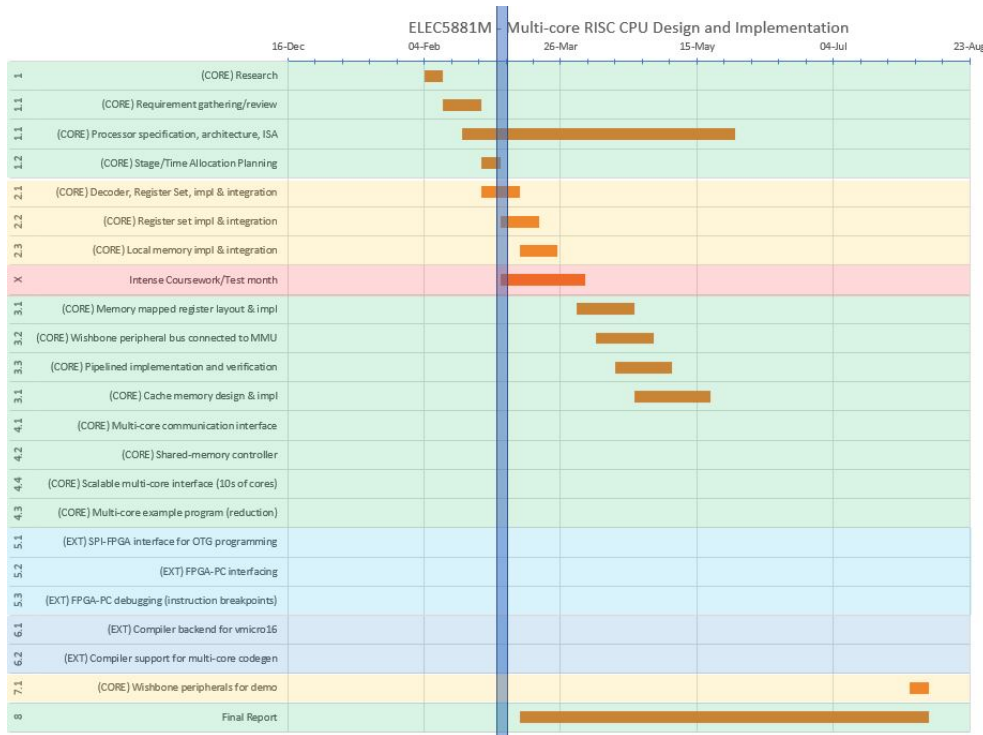 ELEC5881M - Multi-core RISC CPU Design and Implementation
16-Dec 04-Feb 26-Mar 15-May 04-Jul 23-Aug
1 (CORE) Research
1.1 (CORE) Requirement gathering/review
1.1 (CORE) Processor specification, architecture, ISA
1.2 (CORE) Stage/Time Allocation Planning
2.1 (CORE) Decoder, Register Set, impl & integration
2.2 (CORE) Register set impl & integration
2.3 (CORE) Local memory impl & integration
X Intense Coursework/Test month
3.1 (CORE) Memory mapped register layout & impl
3.2 (CORE) Wishbone peripheral bus connected to MMU
3.3 (CORE) Pipelined implementation and verification
3.1 (CORE) Cache memory design & impl
4.1 (CORE) Multi-core communication interface
4.2 (CORE) Shared-memory controller
4.4 (CORE) Scalable multi-core interface (10s of cores)
4.3 (CORE) Multi-core example program (reduction)
5.1 (EXT) SPI-FPGA interface for OTG programming
5.2 (EXT) FPGA-PC interfacing
5.3 (EXT) FPGA-PC debugging (instruction breakpoints)
6.1 (EXT) Compiler backend for vmicro16
6.2 (EXT) Compiler support for multi-core codegen
7.1 (CORE) Wishbone peripherals for demo
8 Final Report